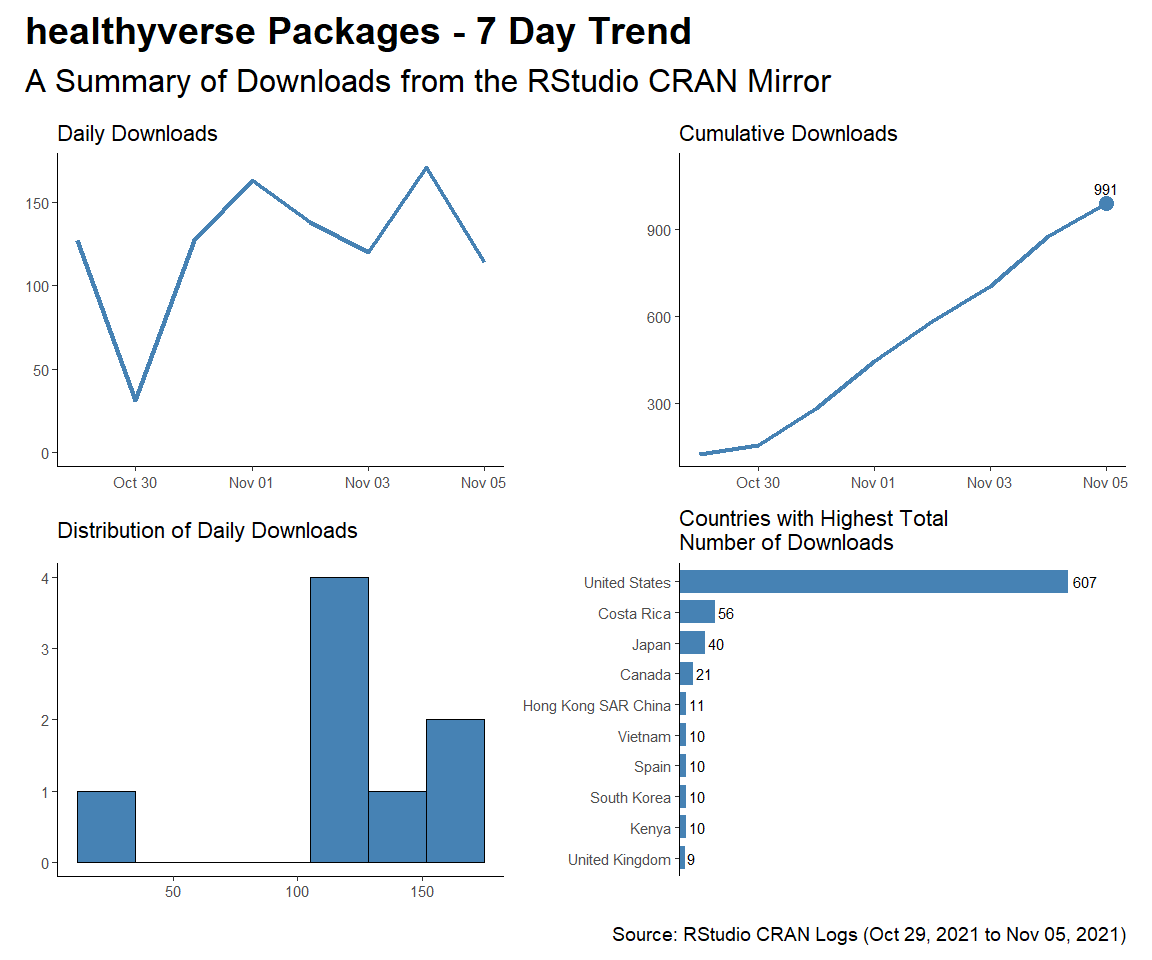 healthyverse Packages - 7 Day Trend
A Summary of Downloads from the RStudio CRAN Mirror
Daily Downloads
150
100
50
0
Oct 30 Nov 01 Nov 03 Nov 05
Cumulative Downloads
991
900
600
300
Oct 30 Nov 01 Nov 03 Nov 05
Distribution of Daily Downloads
4
3
2
1
0
50 100 150
Countries with Highest Total
Number of Downloads
United States 607
Costa Rica 56
Japan 40
Canada 21
Hong Kong SAR China 11
Vietnam 10
Spain 10
South Korea 10
Kenya 10
United Kingdom 9
Source: RStudio CRAN Logs (Oct 29, 2021 to Nov 05, 2021)